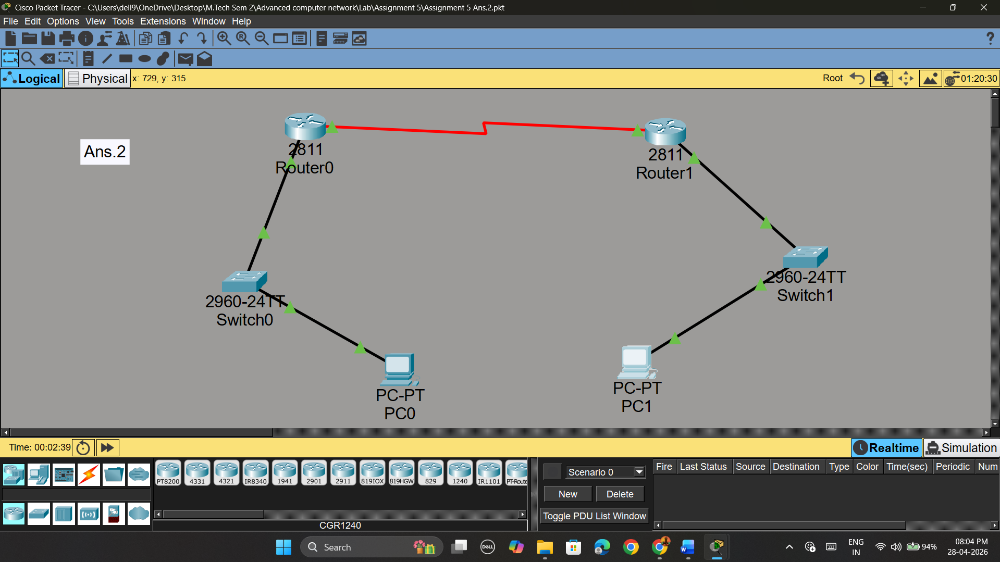 Cisco Packet Tracer - C:\Users\dell9\OneDrive\Desktop\M.Tech Sem 2\Advanced computer network\Lab\Assignment 5\Assignment 5 Ans.2.pkt
File Edit Options View Tools Extensions Window Help
?
Logical Physical x: 729, y: 315 Root 01:20:30
Ans.2
2811
Router0
2811
Router1
2960-24TT
Switch0
2960-24TT
Switch1
PC-PT
PC0
PC-PT
PC1
Time: 00:02:39 Realtime Simulation
PT8200 4331 4321 IR8340 1941 2901 2911 819IOX 819HGW 829 1240 IR1101 PT-Route
CGR1240
Scenario 0
New Delete
Toggle PDU List Window
Fire Last Status Source Destination Type Color Time(sec) Periodic Num
Search
DELL
ENG
IN
94%
08:04 PM
28-04-2026